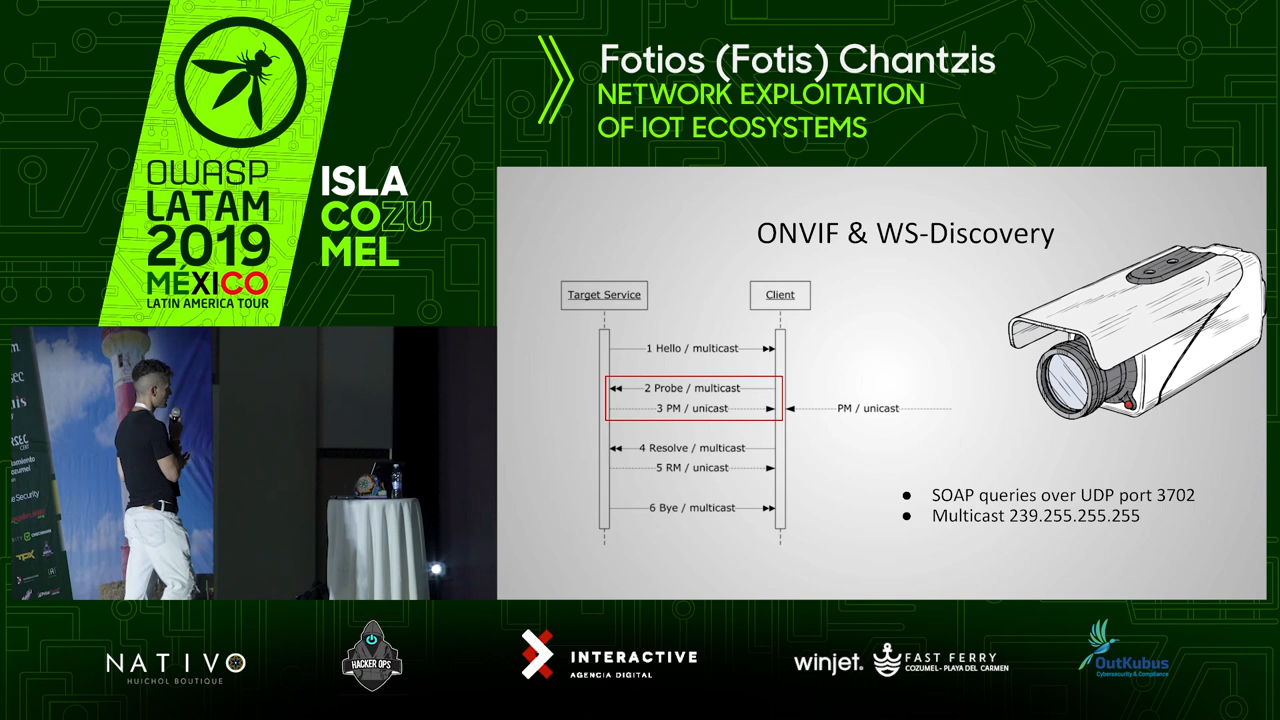 OWASP
LATAM
2019
MÉXICO
LATIN AMERICA TOUR
ISLA
COZU
MEL
Fotios (Fotis) Chantzis
NETWORK EXPLOITATION
OF IOT ECOSYSTEMS
ONVIF & WS-Discovery
Target Service
Client
1 Hello / multicast
2 Probe / multicast
3 PM / unicast
PM / unicast
4 Resolve / multicast
5 RM / unicast
6 Bye / multicast
● SOAP queries over UDP port 3702
● Multicast 239.255.255.255
NATIVO
HUICHOL BOUTIQUE
HACKER OPS
INTERACTIVE
AGENCIA DIGITAL
winjet.
FAST FERRY
COZUMEL - PLAYA DEL CARMEN
OutKubus
Cybersecurity & Compliance